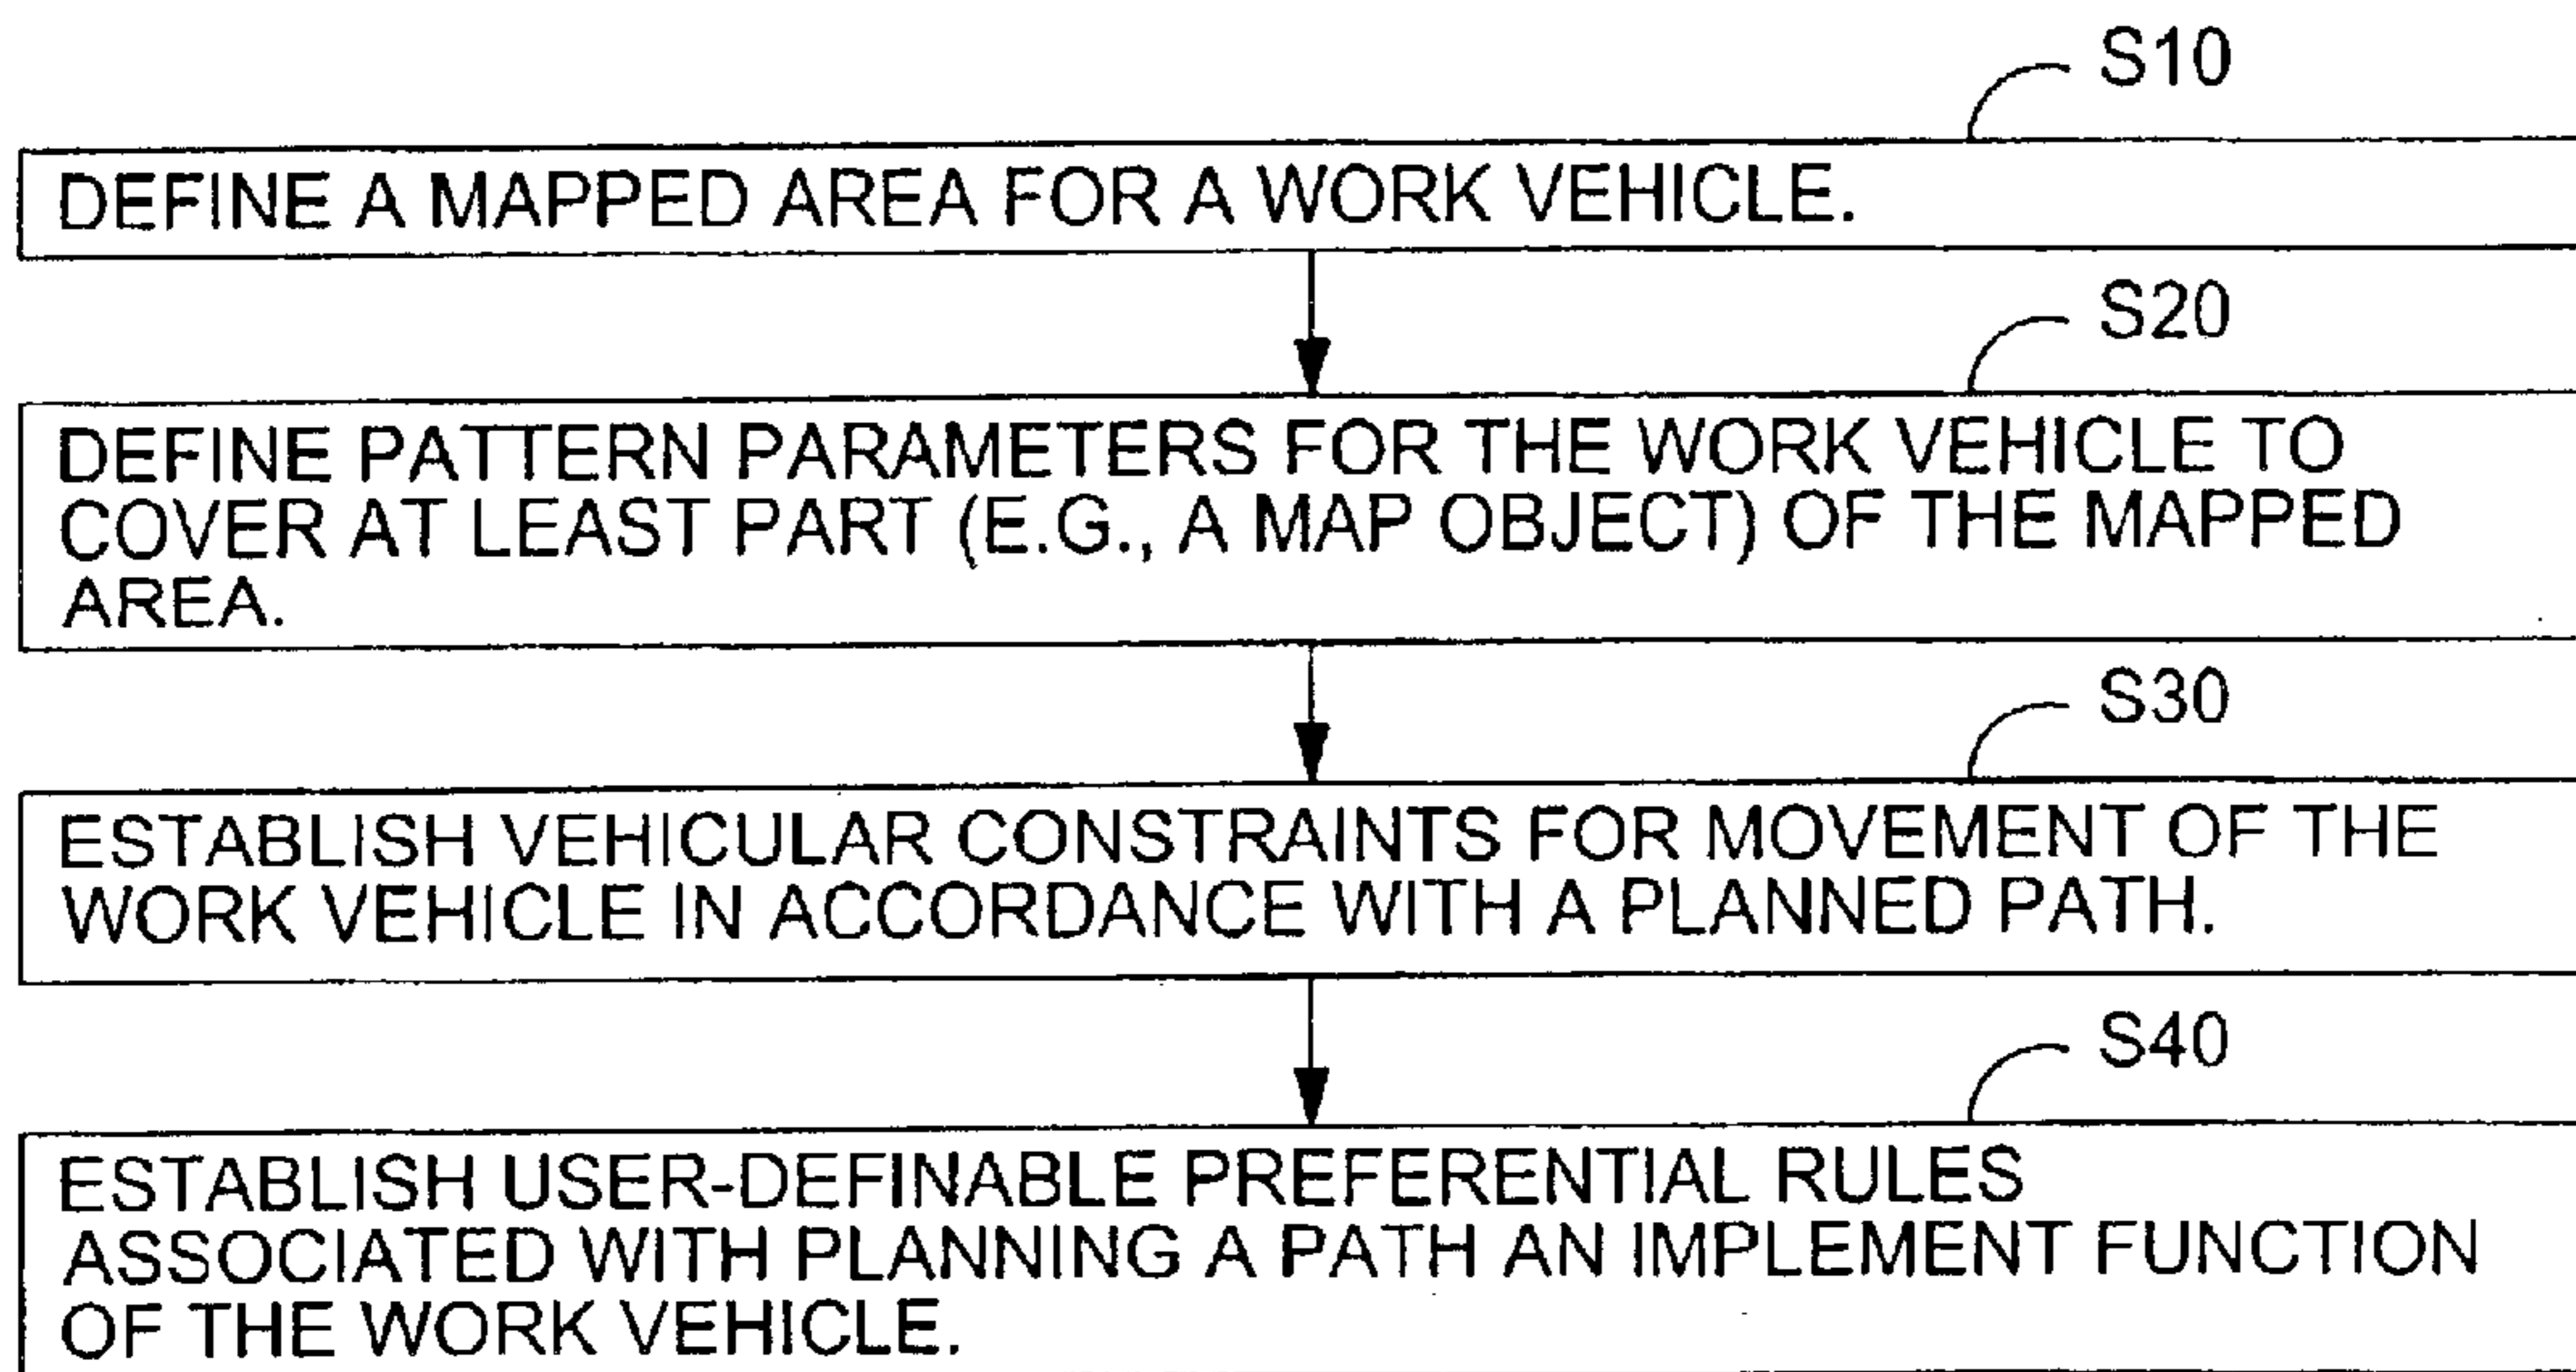 S10
DEFINE A MAPPED AREA FOR A WORK VEHICLE.
S20
DEFINE PATTERN PARAMETERS FOR THE WORK VEHICLE TO
COVER AT LEAST PART (E.G., A MAP OBJECT) OF THE MAPPED
AREA.
S30
ESTABLISH VEHICULAR CONSTRAINTS FOR MOVEMENT OF THE
WORK VEHICLE IN ACCORDANCE WITH A PLANNED PATH.
S40
ESTABLISH USER-DEFINABLE PREFERENTIAL RULES
ASSOCIATED WITH PLANNING A PATH AN IMPLEMENT FUNCTION
OF THE WORK VEHICLE.